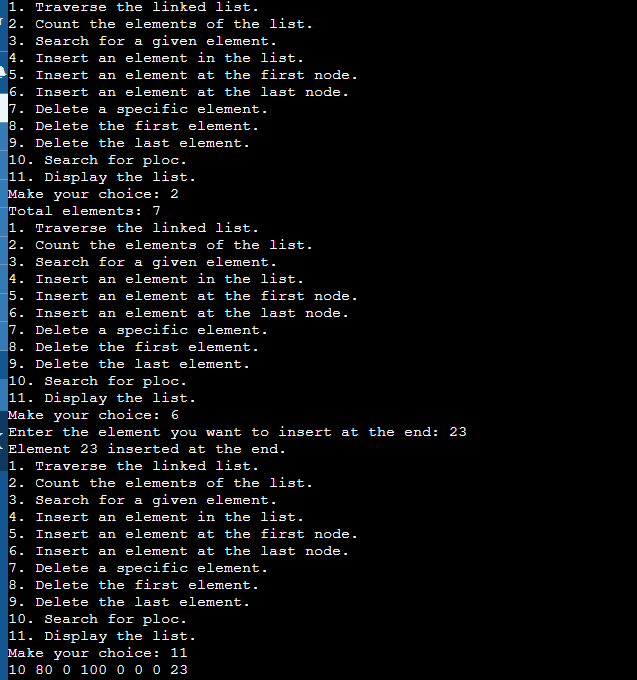 1. Traverse the linked list.
2. Count the elements of the list.
3. Search for a given element.
4. Insert an element in the list.
5. Insert an element at the first node.
6. Insert an element at the last node.
7. Delete a specific element.
8. Delete the first element.
9. Delete the last element.
10. Search for ploc.
11. Display the list.
Make your choice: 2
Total elements: 7
1. Traverse the linked list.
2. Count the elements of the list.
3. Search for a given element.
4. Insert an element in the list.
5. Insert an element at the first node.
6. Insert an element at the last node.
7. Delete a specific element.
8. Delete the first element.
9. Delete the last element.
10. Search for ploc.
11. Display the list.
Make your choice: 6
Enter the element you want to insert at the end: 23
Element 23 inserted at the end.
1. Traverse the linked list.
2. Count the elements of the list.
3. Search for a given element.
4. Insert an element in the list.
5. Insert an element at the first node.
6. Insert an element at the last node.
7. Delete a specific element.
8. Delete the first element.
9. Delete the last element.
10. Search for ploc.
11. Display the list.
Make your choice: 11
10 80 0 100 0 0 0 23